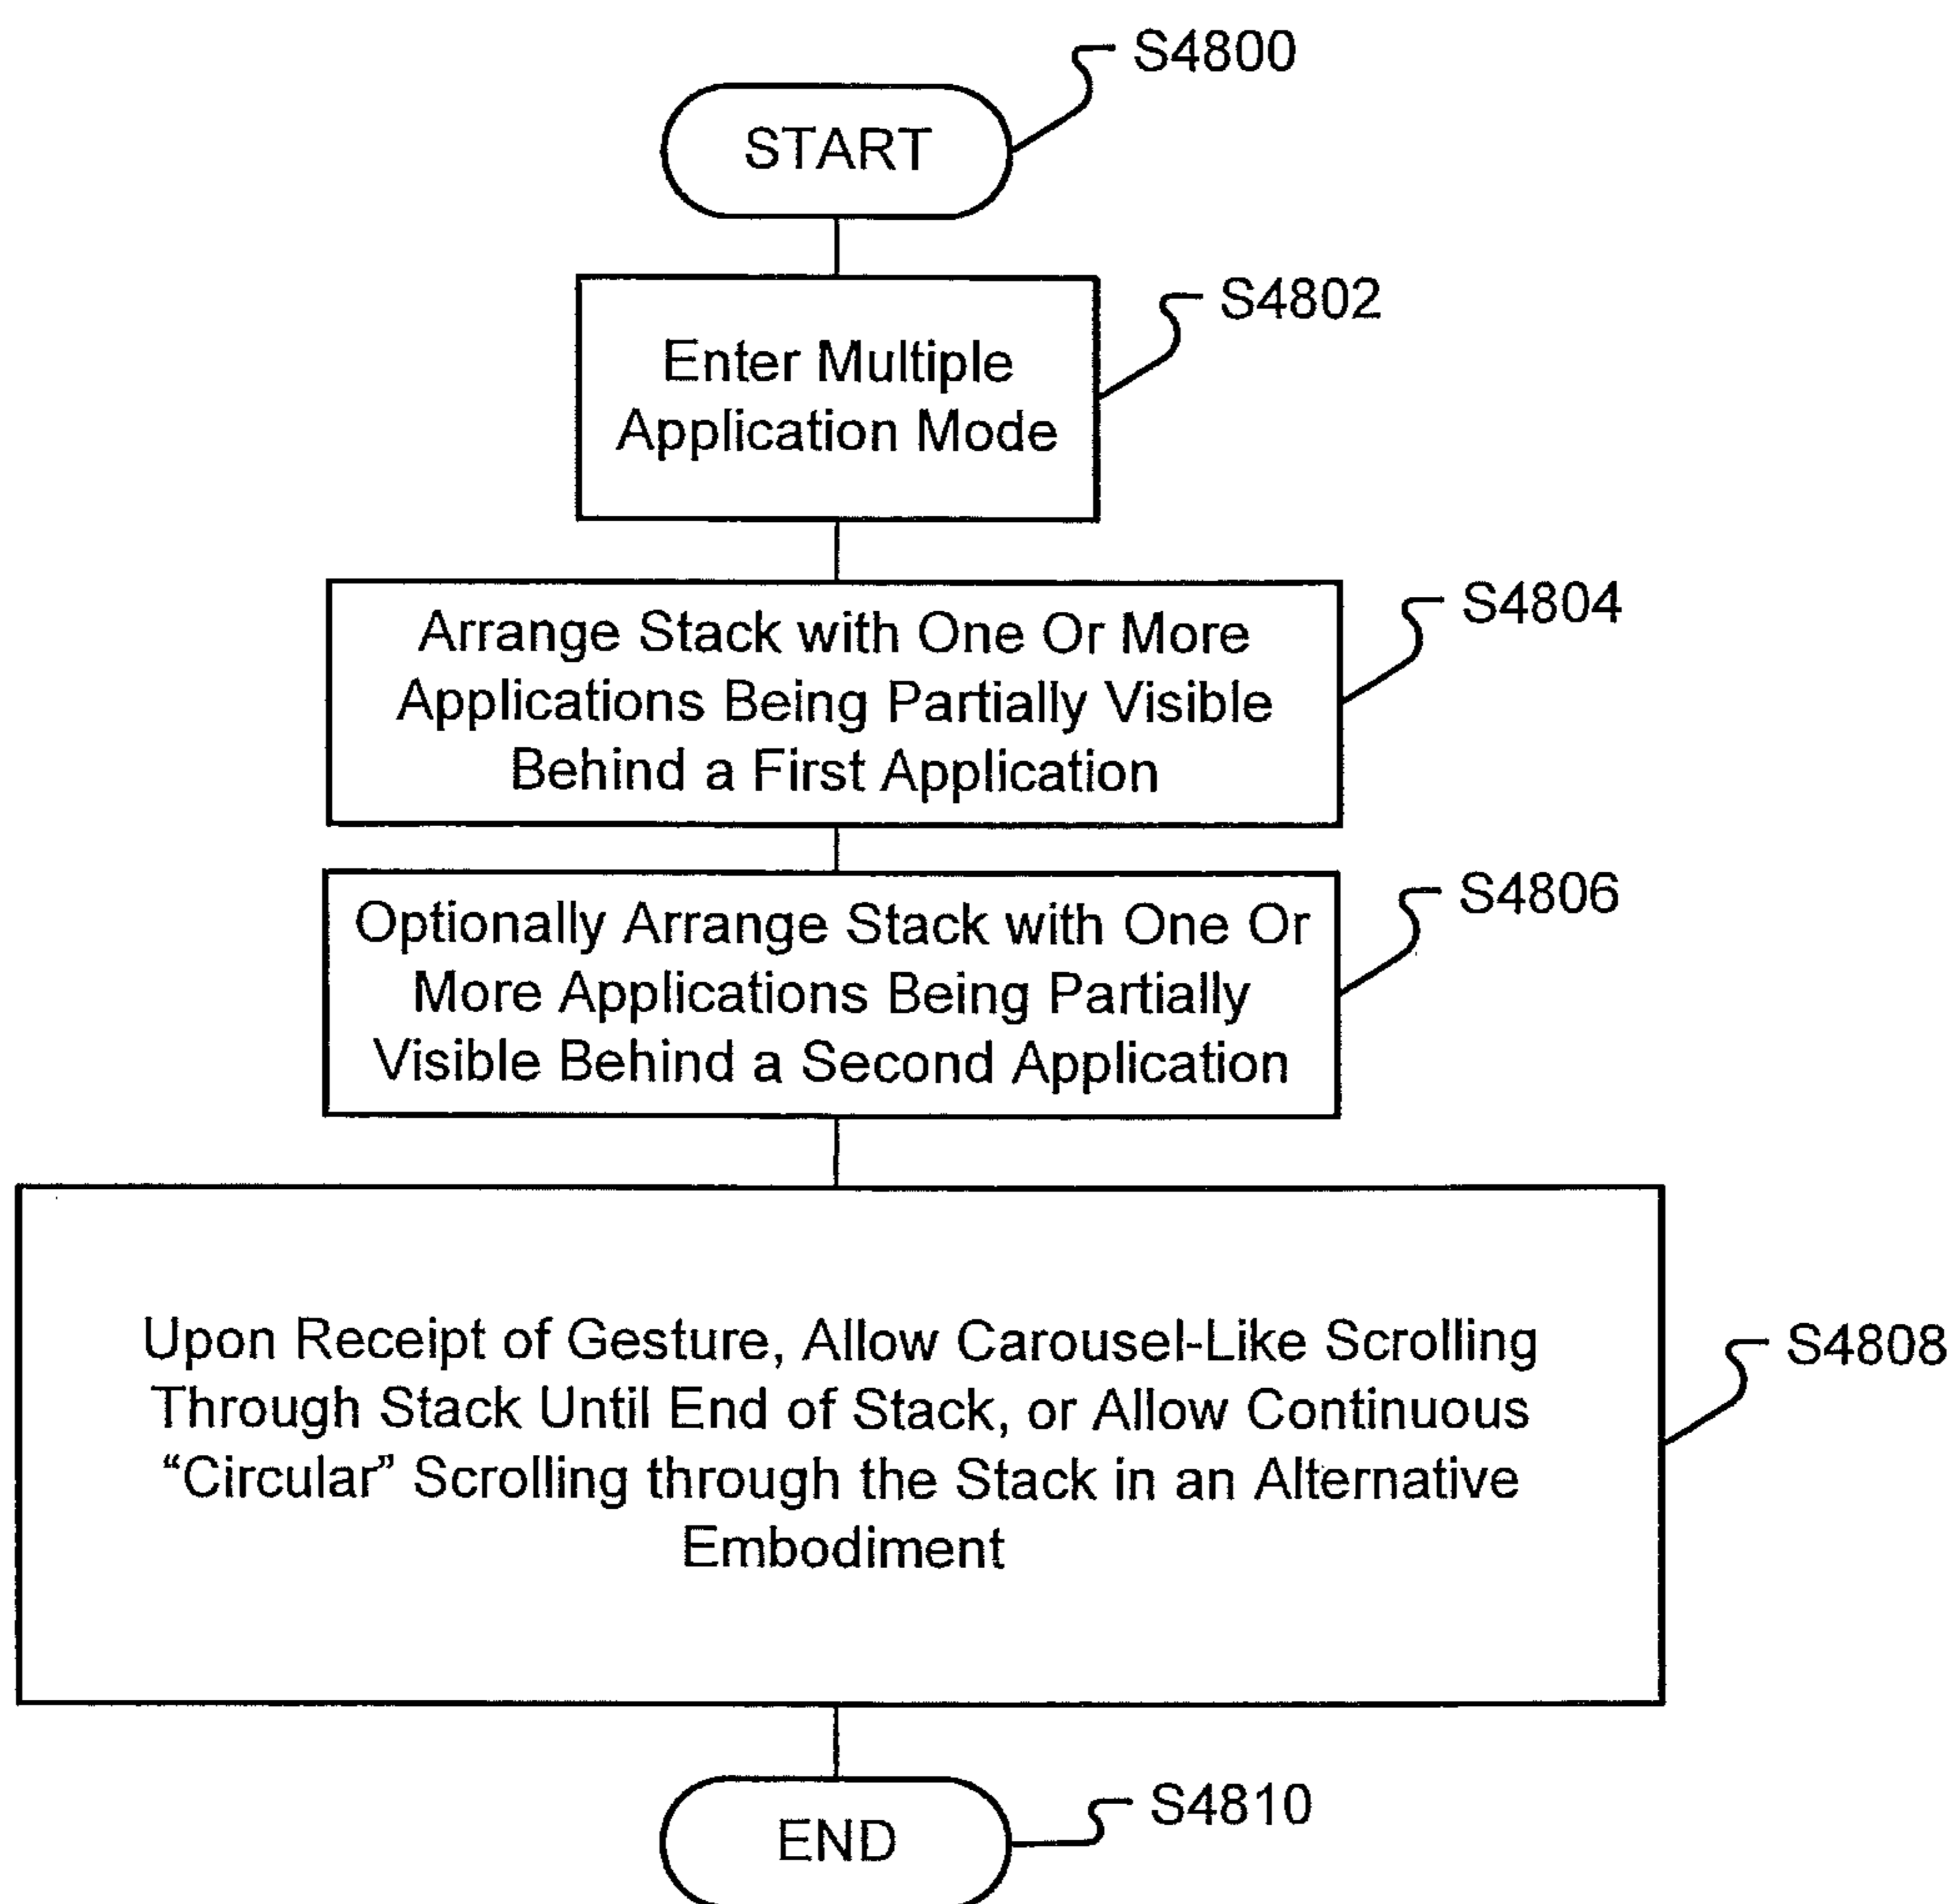 S4800
START
S4802
Enter Multiple
Application Mode
S4804
Arrange Stack with One Or More
Applications Being Partially Visible
Behind a First Application
S4806
Optionally Arrange Stack with One Or
More Applications Being Partially
Visible Behind a Second Application
S4808
Upon Receipt of Gesture, Allow Carousel-Like Scrolling
Through Stack Until End of Stack, or Allow Continuous
“Circular” Scrolling through the Stack in an Alternative
Embodiment
S4810
END